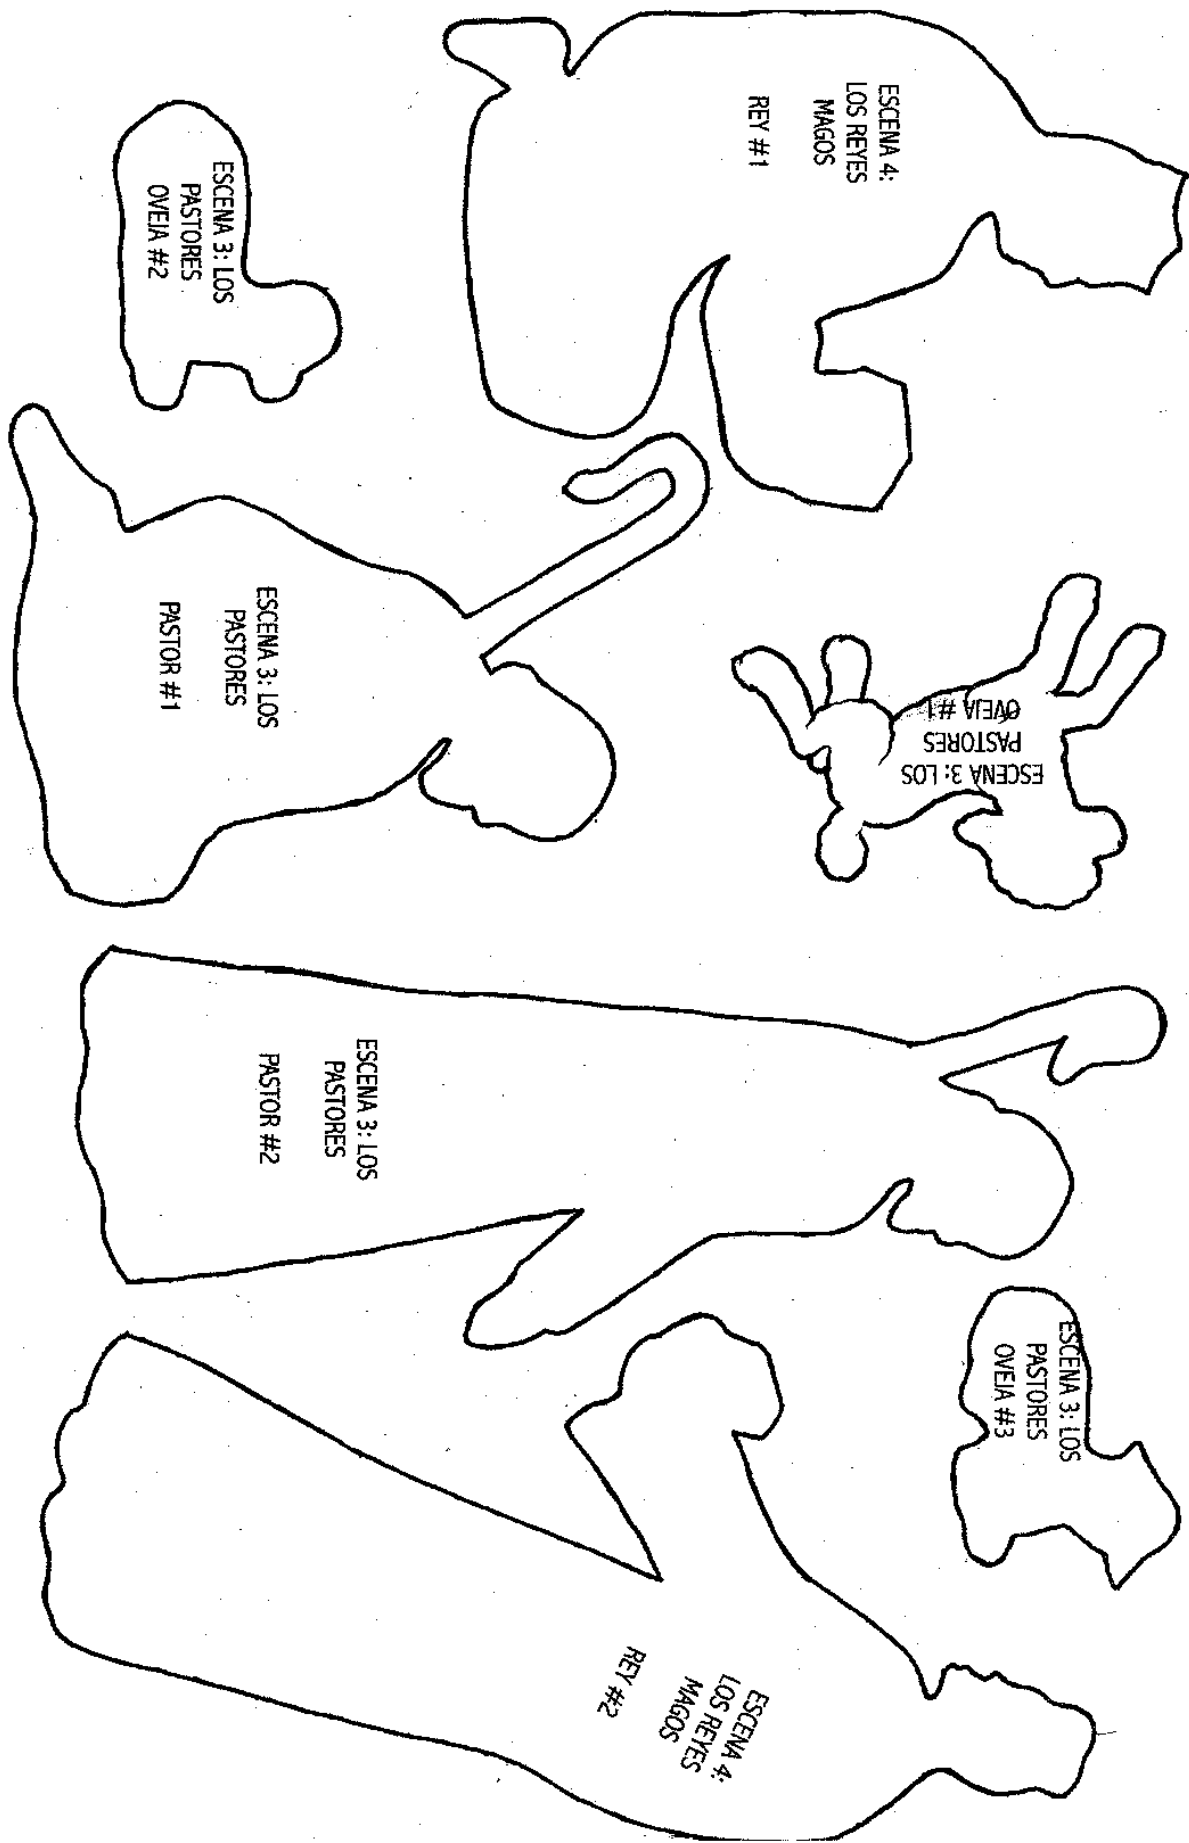 ESCENA 4:
LOS REYES
MAGOS
REY #1
ESCENA 3: LOS
PASTORES
OVEJA #2
ESCENA 3: LOS
PASTORES
PASTOR #1
ESCENA 3: LOS
PASTORES
OVEJA #1
ESCENA 3: LOS
PASTORES
PASTOR #2
ESCENA 3: LOS
PASTORES
OVEJA #3
ESCENA 4:
LOS REYES
MAGOS
REY #2